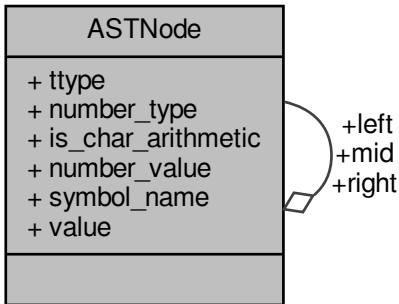 ASTNode
+ ttype
+ number_type
+ is_char_arithmetic
+ number_value
+ symbol_name
+ value
+left
+mid
+right